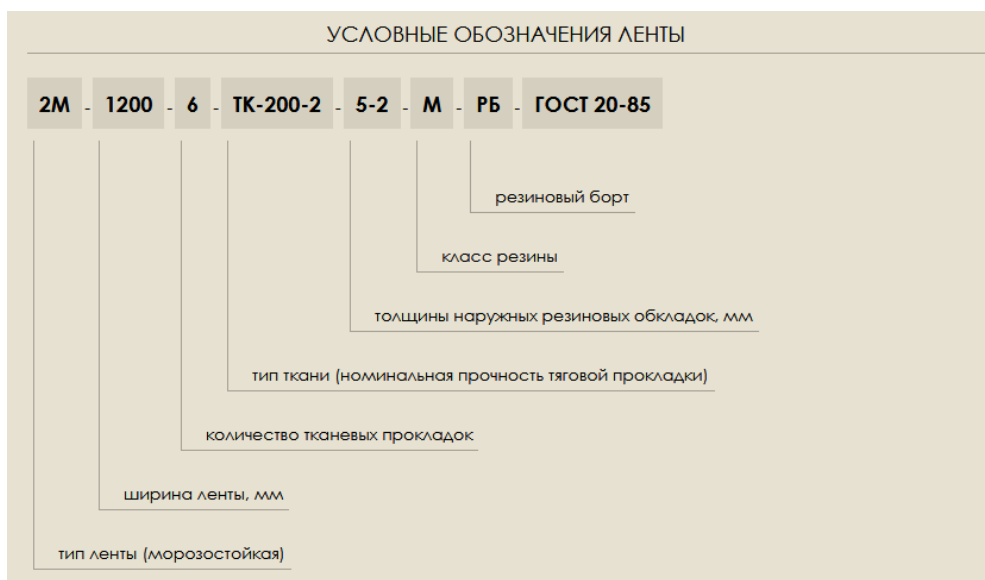 УСЛОВНЫЕ ОБОЗНАЧЕНИЯ ЛЕНТЫ
2М - 1200 - 6 - ТК-200-2 - 5-2 - М - РБ - ГОСТ 20-85
резиновый борт
класс резины
толщины наружных резиновых обкладок, мм
тип ткани (номинальная прочность тяговой прокладки)
количество тканевых прокладок
ширина ленты, мм
тип ленты (морозостойкая)